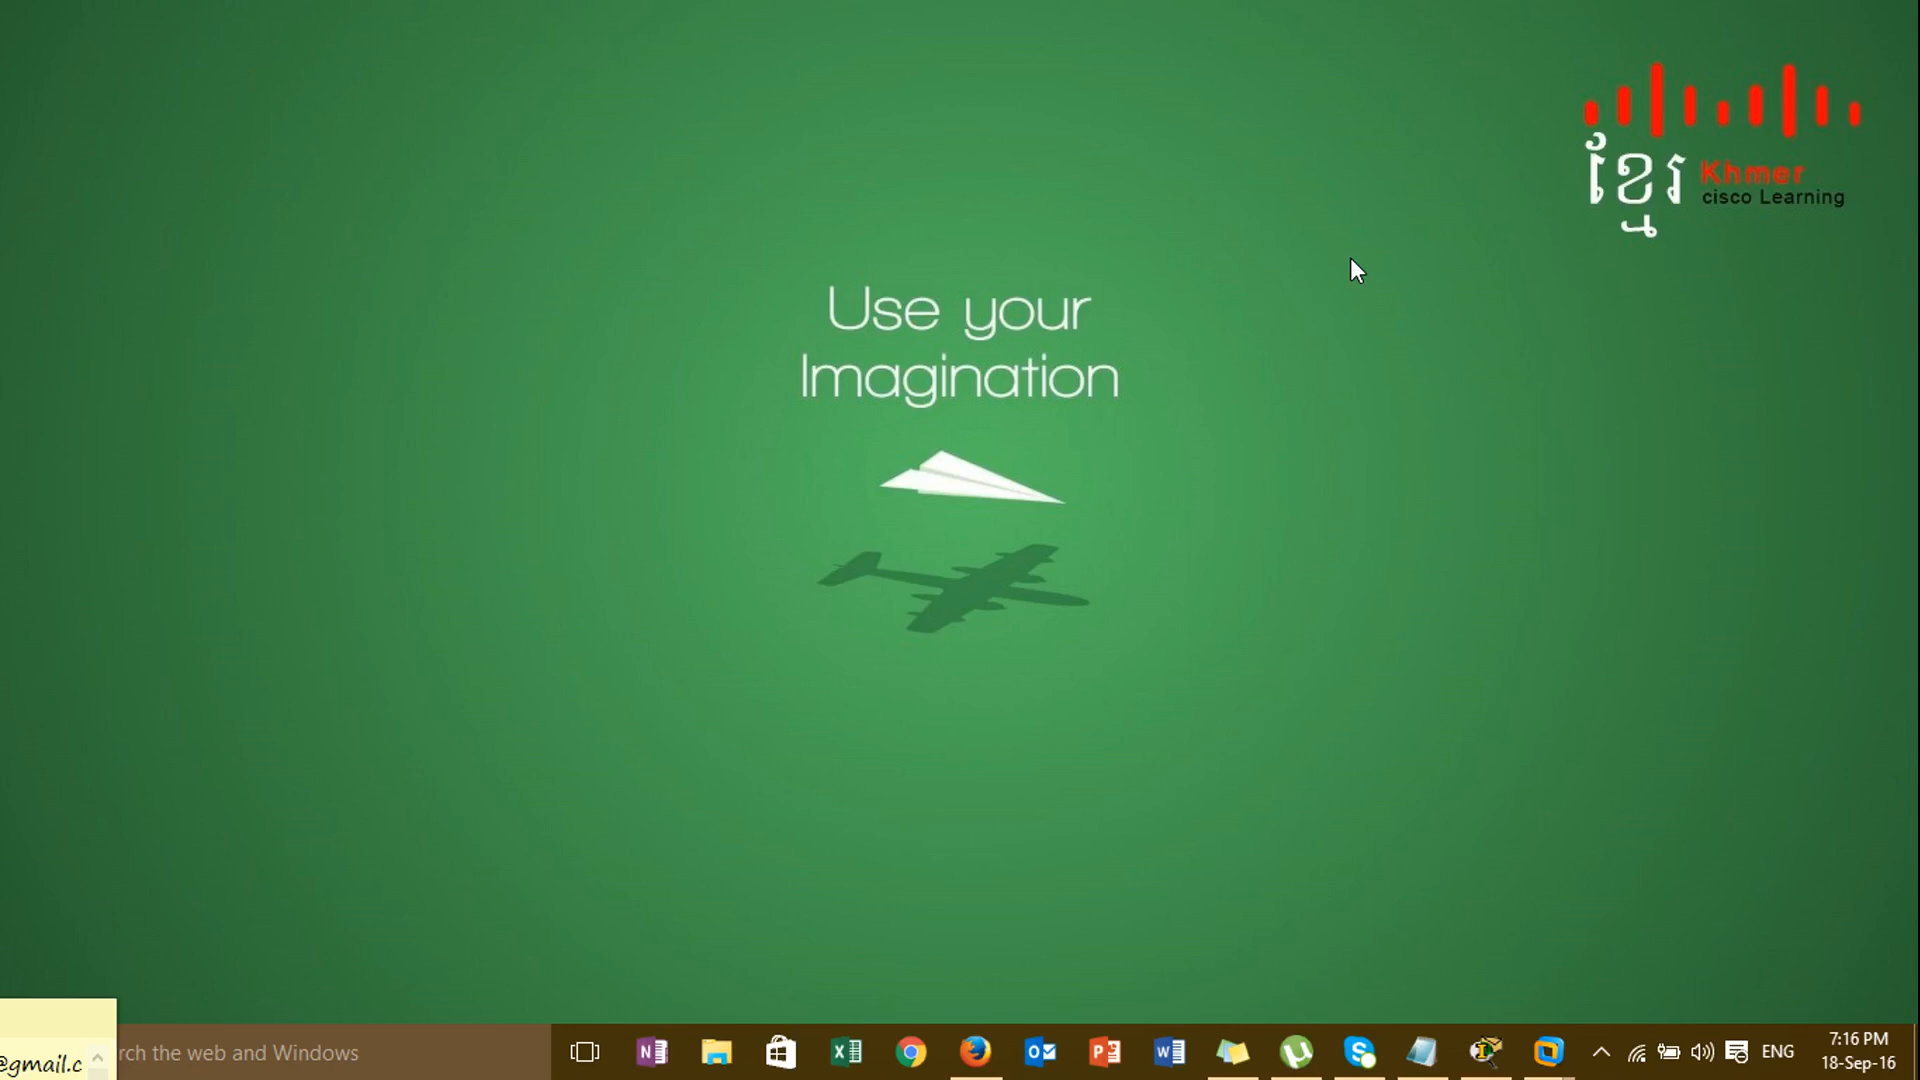 ខ្មែរ
Khmer
cisco Learning
Use your
Imagination
@gmail.c
rch the web and Windows
ENG
7:16 PM
18-Sep-16